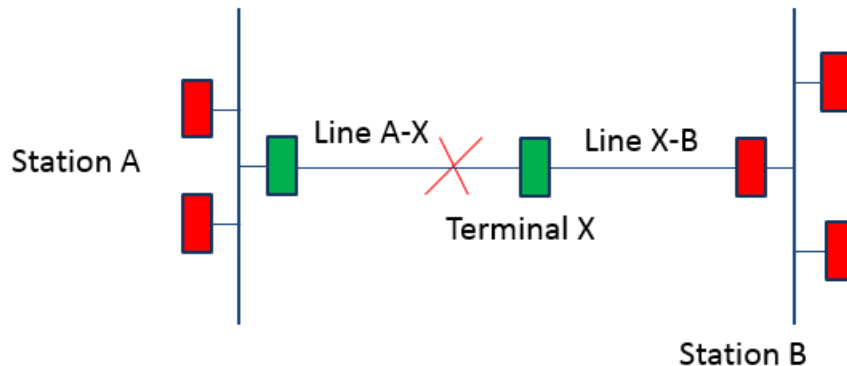 Line A-X
Line X-B
Station A
Terminal X
Station B